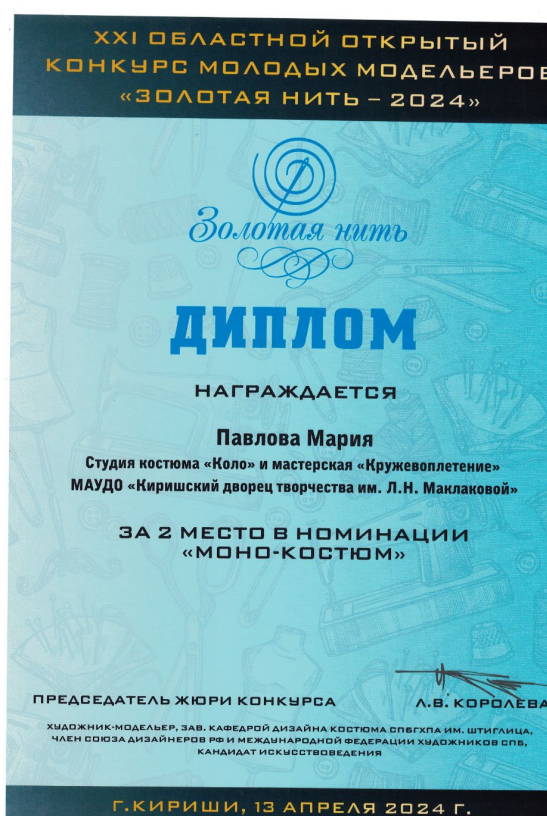 XXI ОБЛАСТНОЙ ОТКРЫТЫЙ
КОНКУРС МОЛОДЫХ МОДЕЛЬЕРОВ
«ЗОЛОТАЯ НИТЬ – 2024»
Золотая нить
ДИПЛОМ
НАГРАЖДАЕТСЯ
Павлова Мария
Студия костюма «Коло» и мастерская «Кружевоплетение»
МАУДО «Киришский дворец творчества им. Л.Н. Маклаковой»
ЗА 2 МЕСТО В НОМИНАЦИИ
«МОНО-КОСТЮМ»
ПРЕДСЕДАТЕЛЬ ЖЮРИ КОНКУРСА Л.В. КОРОЛЕВА
ХУДОЖНИК-МОДЕЛЬЕР, ЗАВ. КАФЕДРОЙ ДИЗАЙНА КОСТЮМА СПБГХПА ИМ. ШТИГЛИЦА,
ЧЛЕН СОЮЗА ДИЗАЙНЕРОВ РФ И МЕЖДУНАРОДНОЙ ФЕДЕРАЦИИ ХУДОЖНИКОВ СПБ,
КАНДИДАТ ИСКУССТВОВЕДЕНИЯ
Г.КИРИШИ, 13 АПРЕЛЯ 2024 Г.